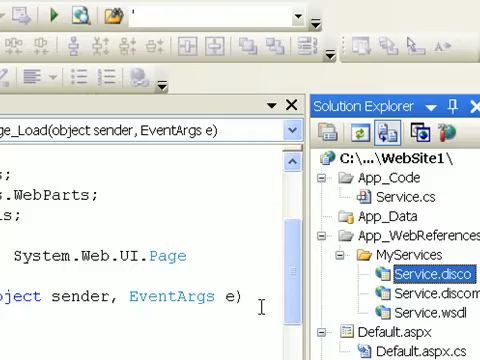 Solution Explorer
ge_Load(object sender, EventArgs e)
C:\...\WebSite1\
App_Code
s;
Service.cs
s.WebParts;
ls;
App_Data
App_WebReferences
System.Web.UI.Page
MyServices
Service.disco
bject sender, EventArgs e)
Service.discom
Service.wsdl
Default.aspx
Default.aspx.cs